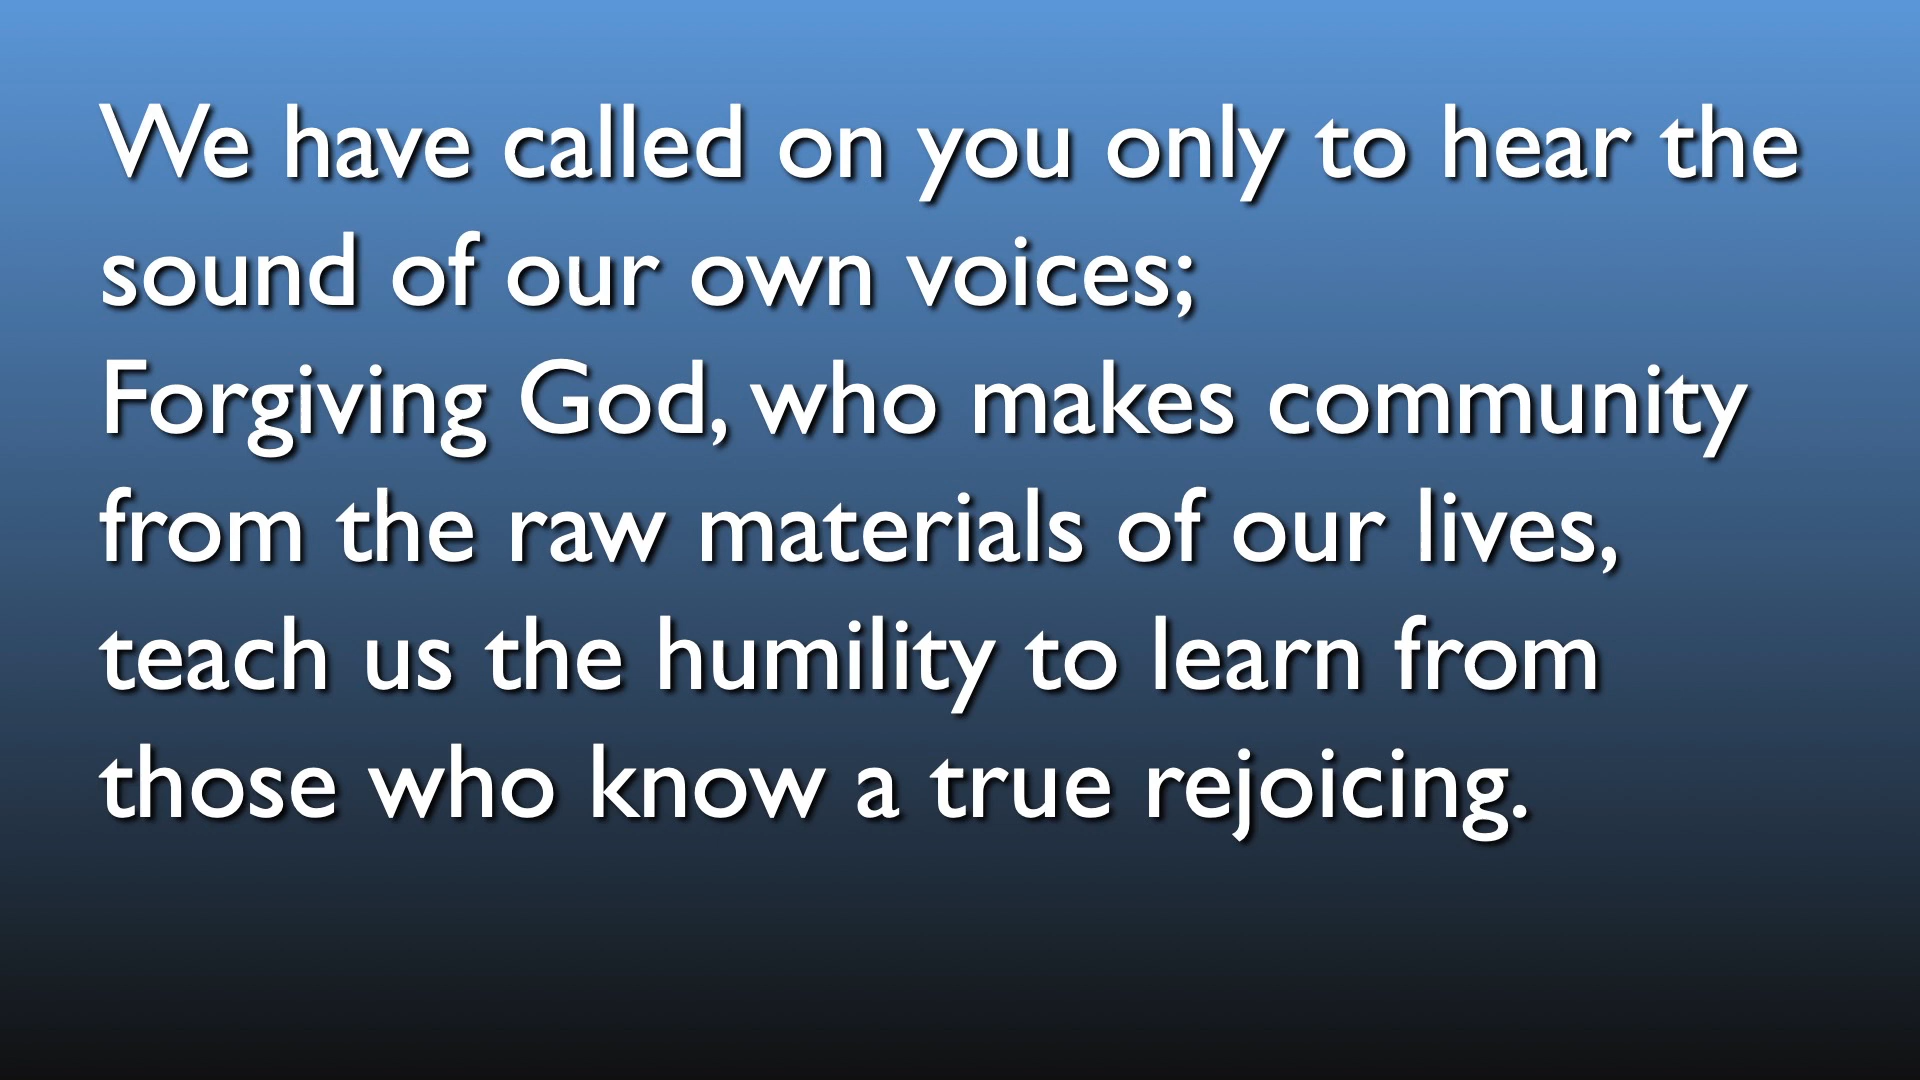 We have called on you only to hear the
sound of our own voices;
Forgiving God, who makes community
from the raw materials of our lives,
teach us the humility to learn from
those who know a true rejoicing.